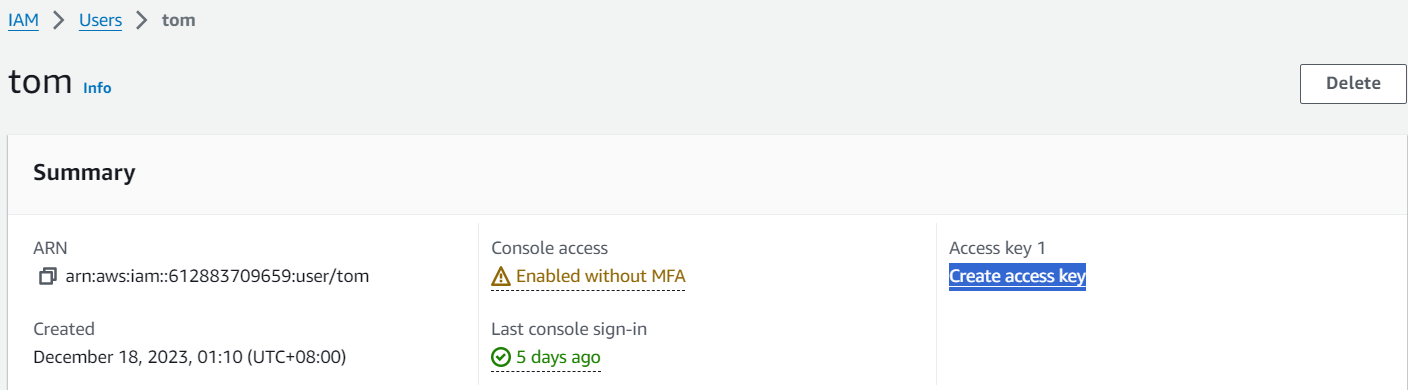 IAM > Users > tom
tom Info
Delete
Summary
ARN
arn:aws:iam::612883709659:user/tom
Created
December 18, 2023, 01:10 (UTC+08:00)
Console access
Enabled without MFA
Last console sign-in
5 days ago
Access key 1
Create access key